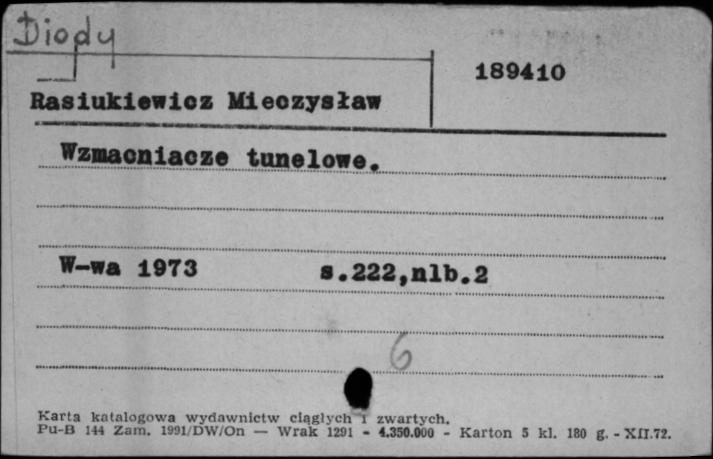 Diody
189410
Rasiukiewicz Mieczysław
Wzmacniacze tunelowe.
W-wa 1973 s.222,nlb.2
6
Karta katalogowa wydawnictw ciągłych i zwartych.
Pu-B 144 Zam. 1991/DW/On — Wrak 1291 - 4.350.000 - Karton 5 kl. 180 g. - XII.72.